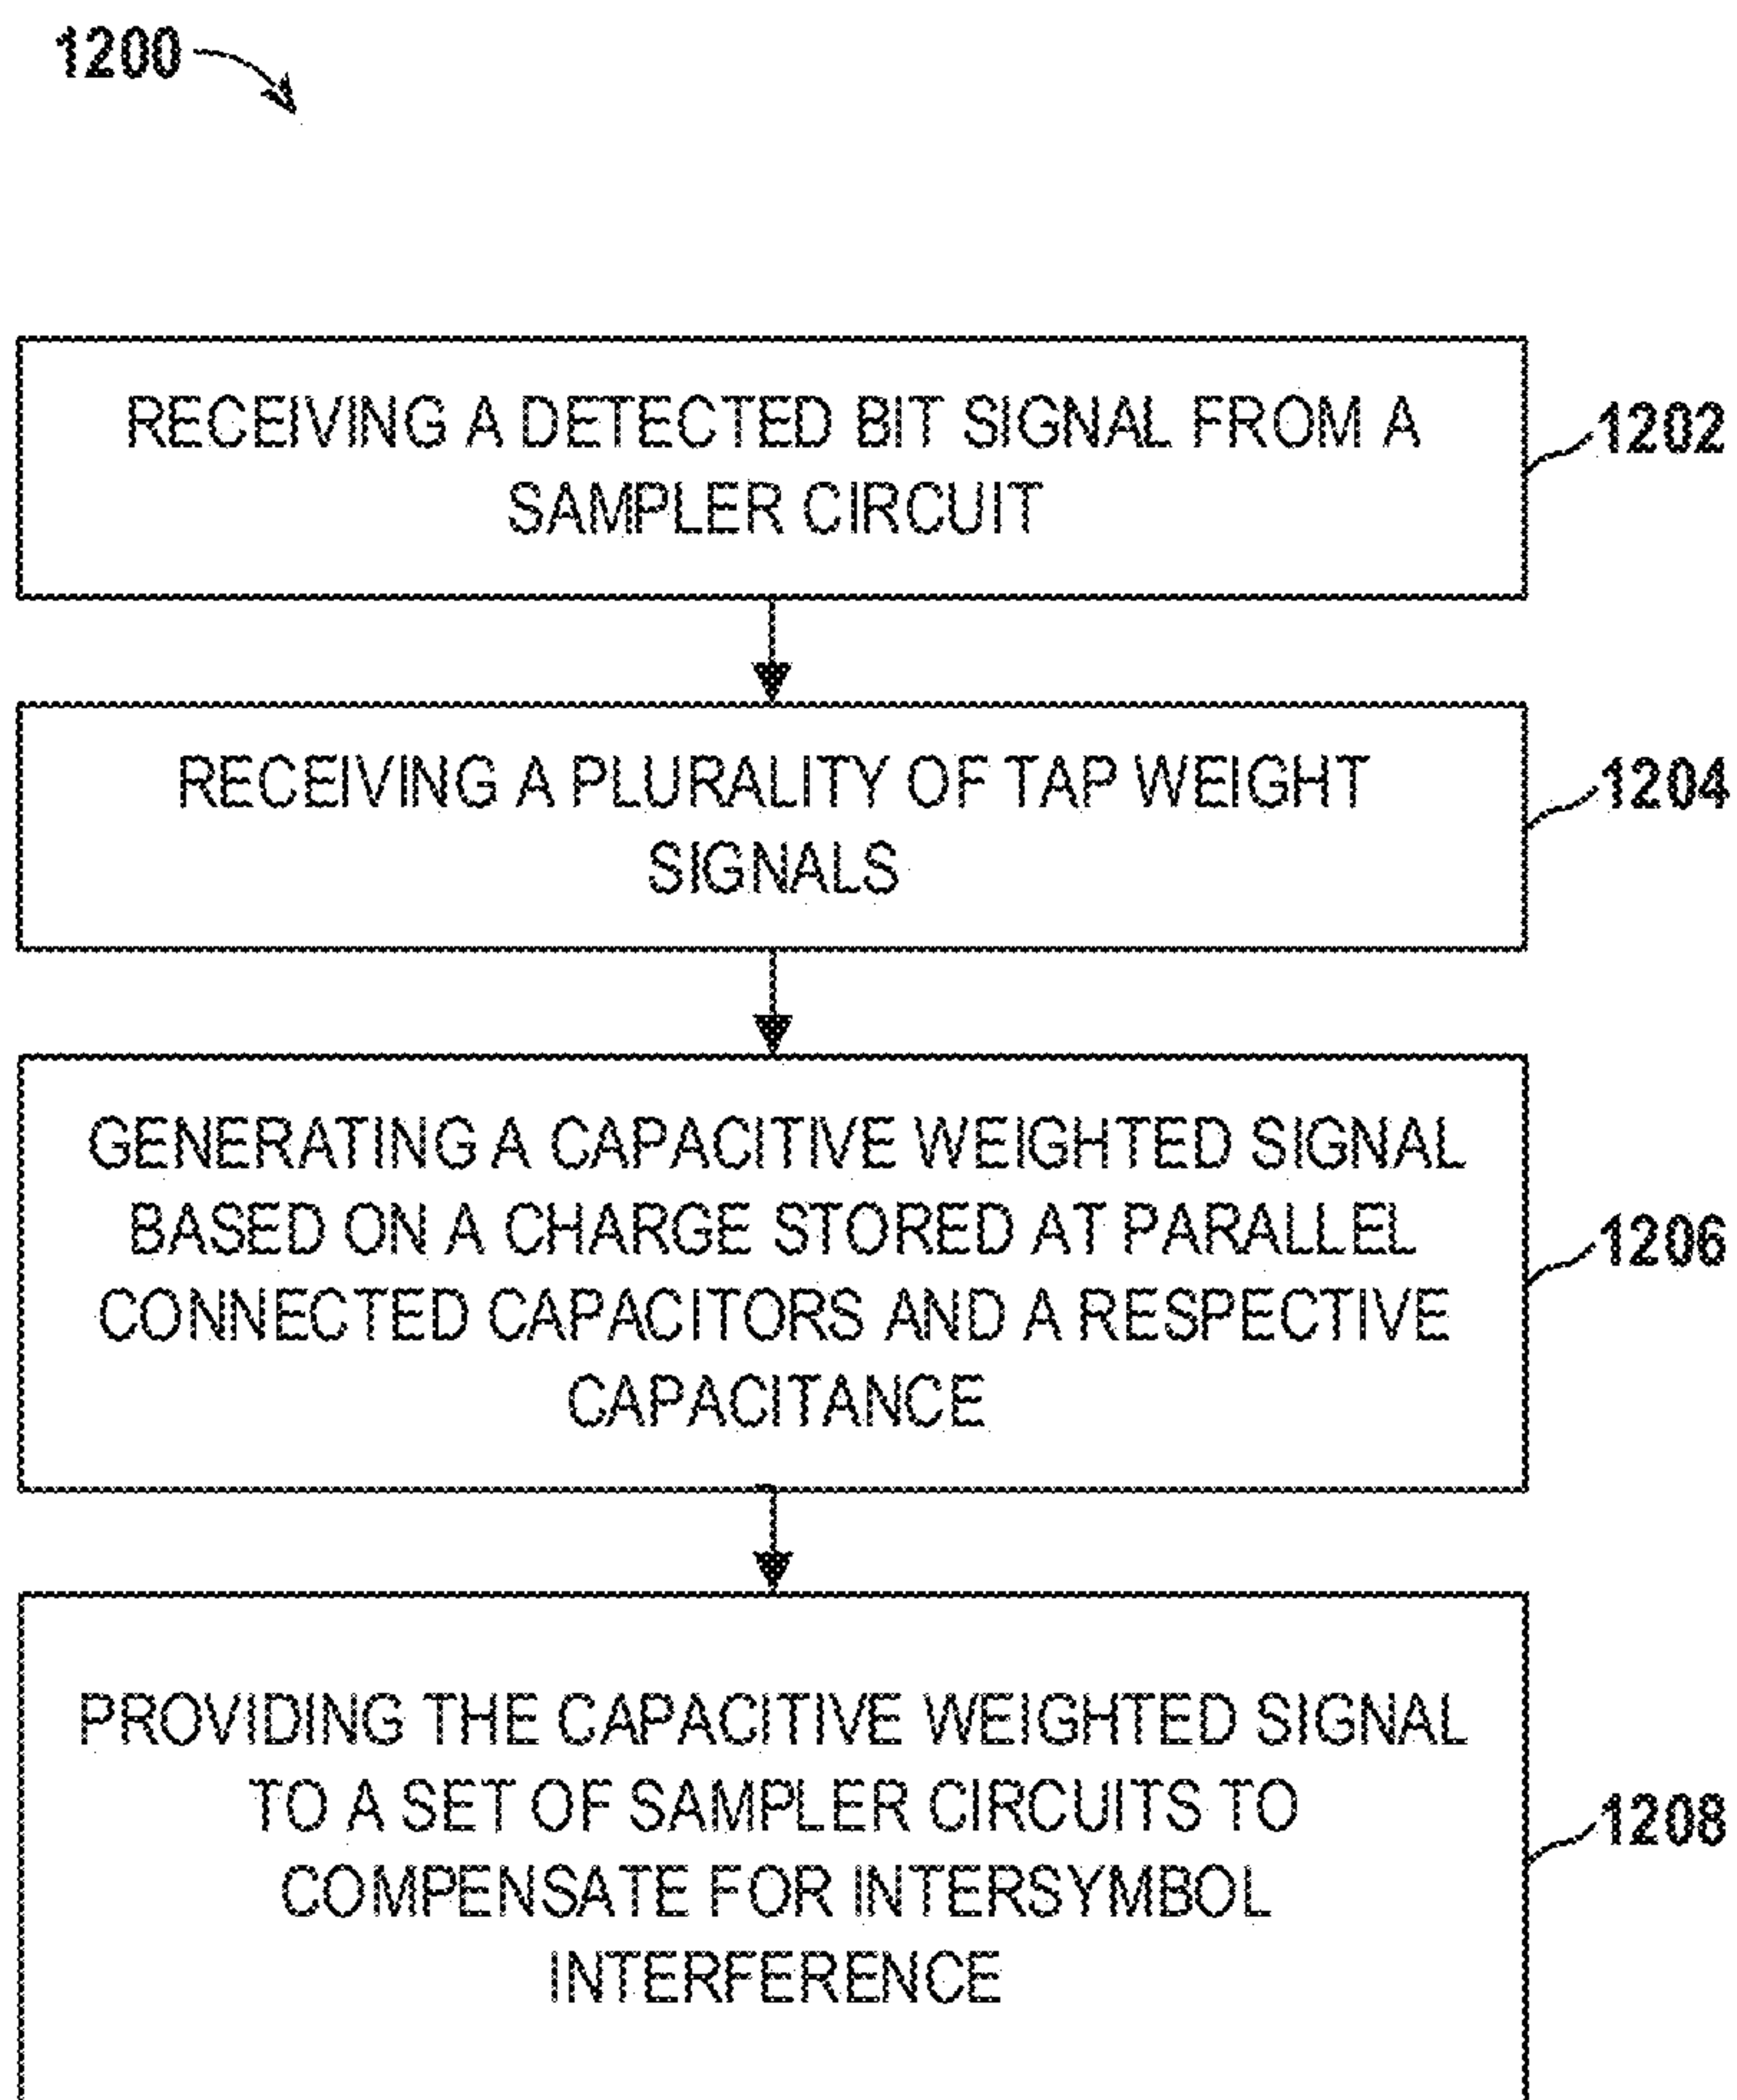 1200
RECEIVING A DETECTED BIT SIGNAL FROM A
SAMPLER CIRCUIT
1202
RECEIVING A PLURALITY OF TAP WEIGHT
SIGNALS
1204
GENERATING A CAPACITIVE WEIGHTED SIGNAL
BASED ON A CHARGE STORED AT PARALLEL
CONNECTED CAPACITORS AND A RESPECTIVE
CAPACITANCE
1206
PROVIDING THE CAPACITIVE WEIGHTED SIGNAL
TO A SET OF SAMPLER CIRCUITS TO
COMPENSATE FOR INTERSYMBOL
INTERFERENCE
1208